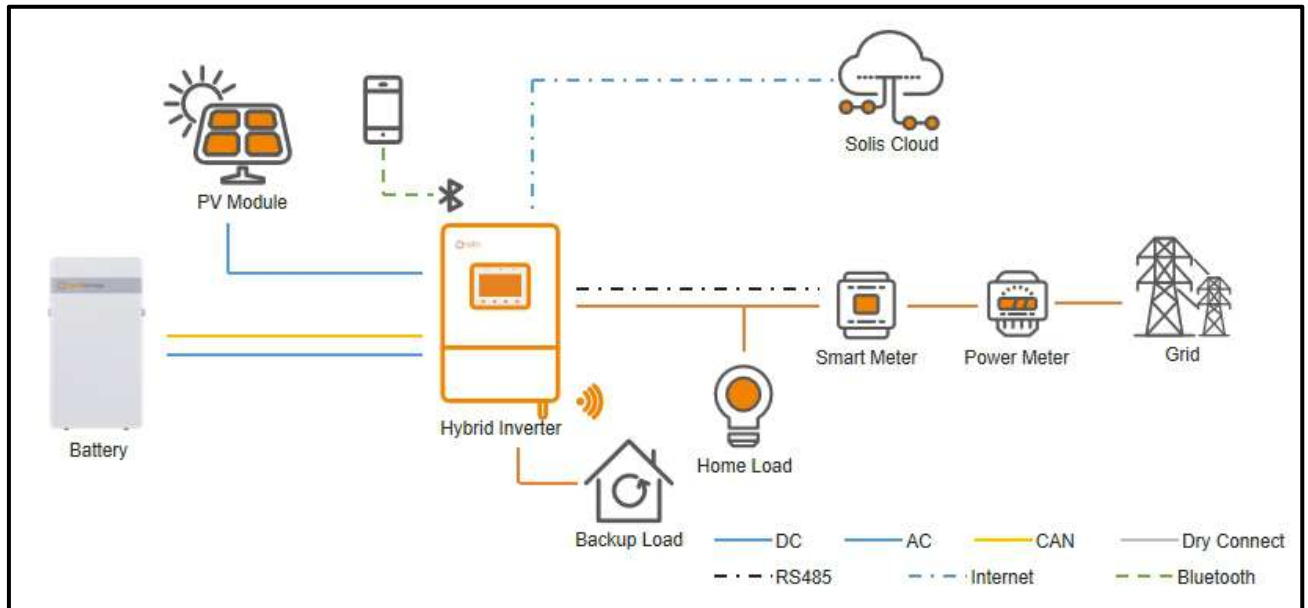 Solis Cloud
PV Module
Smart Meter
Power Meter
Grid
Hybrid Inverter
Battery
Home Load
Backup Load
DC
AC
CAN
Dry Connect
RS485
Internet
Bluetooth